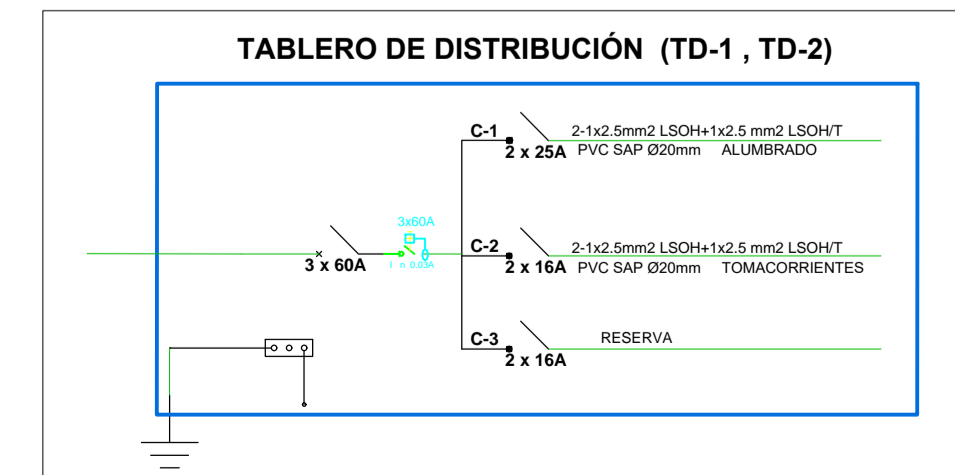 TABLERO DE DISTRIBUCIÓN (TD-1 , TD-2)
C-1
2-1x2.5mm2 LSOH+1x2.5 mm2 LSOH/T
2 x 25A
PVC SAP Ø20mm ALUMBRADO
3x60A
I n 0.03A
3 x 60A
C-2
2-1x2.5mm2 LSOH+1x2.5 mm2 LSOH/T
2 x 16A
PVC SAP Ø20mm TOMACORRIENTES
C-3
RESERVA
2 x 16A